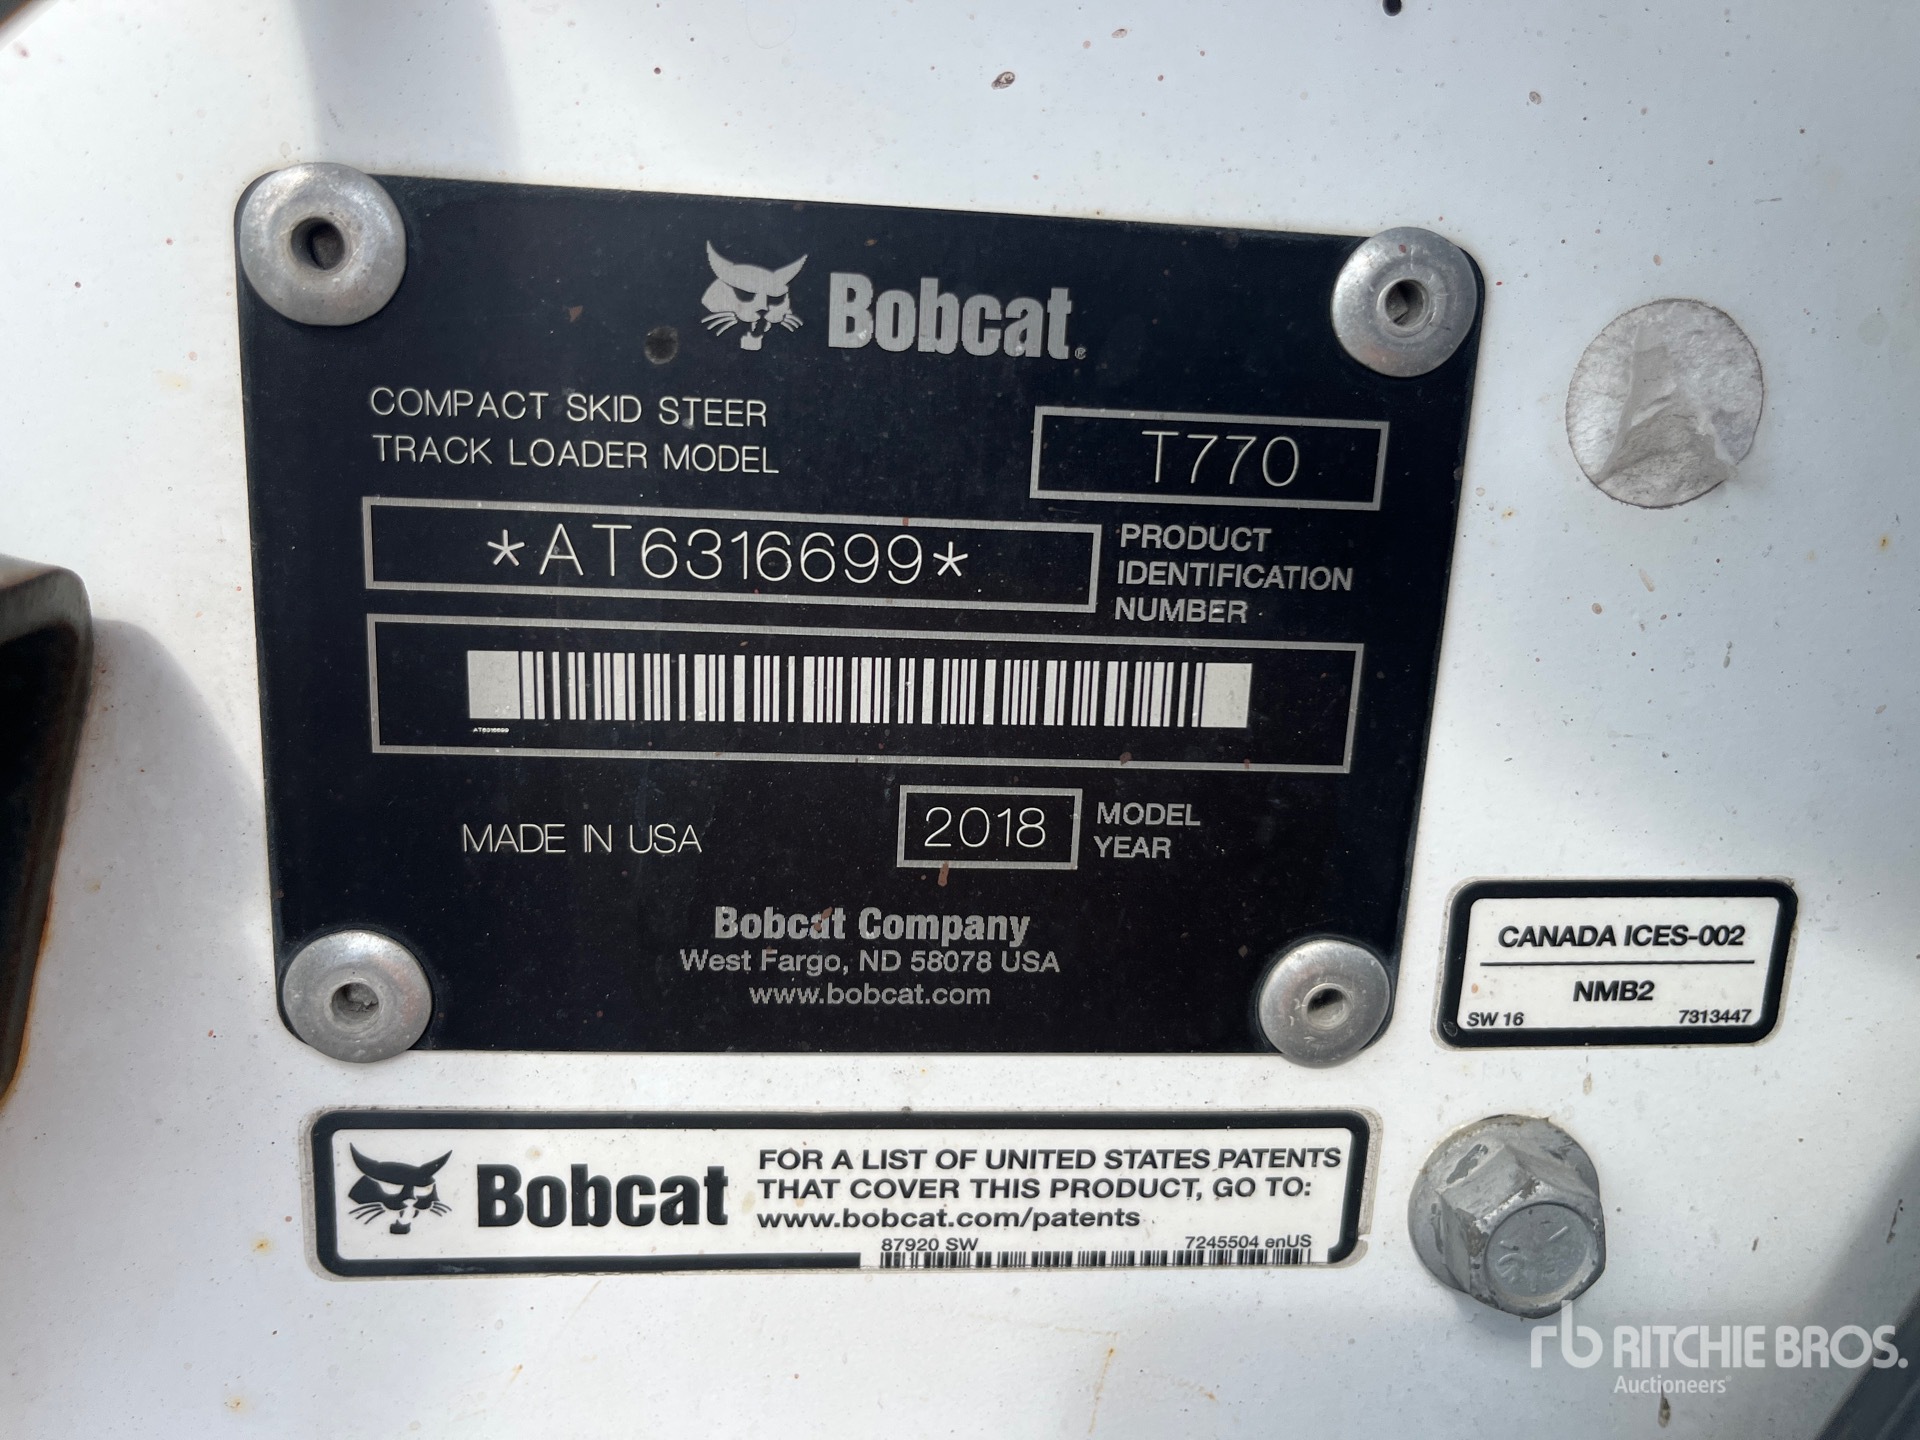 Bobcat®
COMPACT SKID STEER
TRACK LOADER MODEL
T770
*AT6316699*
PRODUCT
IDENTIFICATION
NUMBER
AT6316699
MADE IN USA
2018
MODEL
YEAR
Bobcat Company
West Fargo, ND 58078 USA
www.bobcat.com
CANADA ICES-002
NMB2
SW 16 7313447
Bobcat
FOR A LIST OF UNITED STATES PATENTS
THAT COVER THIS PRODUCT, GO TO:
www.bobcat.com/patents
87920 SW 7245504 enUS
rb RITCHIE BROS.
Auctioneers